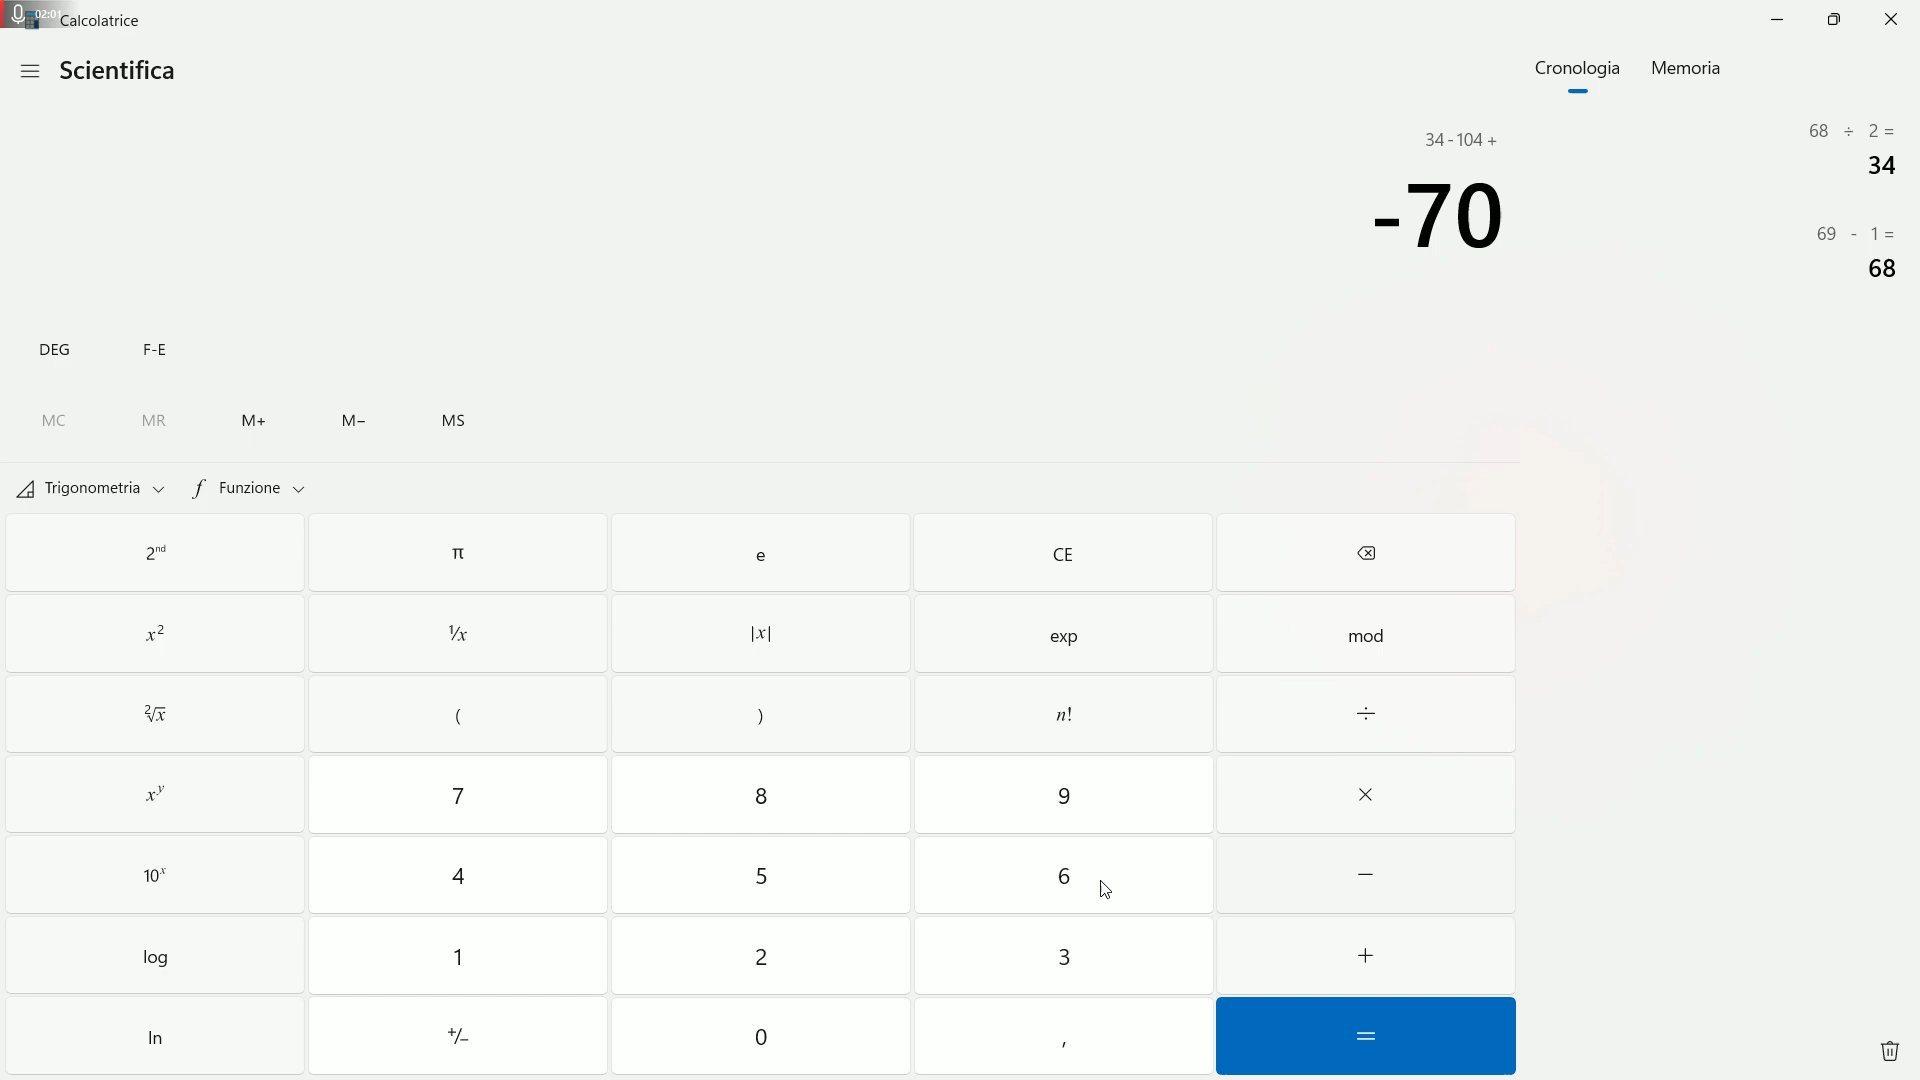 02:01
Calcolatrice
Scientifica
Cronologia Memoria
34 - 104 +
-70
68 ÷ 2 =
34
69 - 1 =
68
DEG F-E
MC MR M+ M− MS
Trigonometria f Funzione
2nd π e CE
x² ¹/x |x| exp mod
²√x ( ) n! ÷
xʸ 7 8 9 ×
10ˣ 4 5 6 −
log 1 2 3 +
ln +/− 0 , =